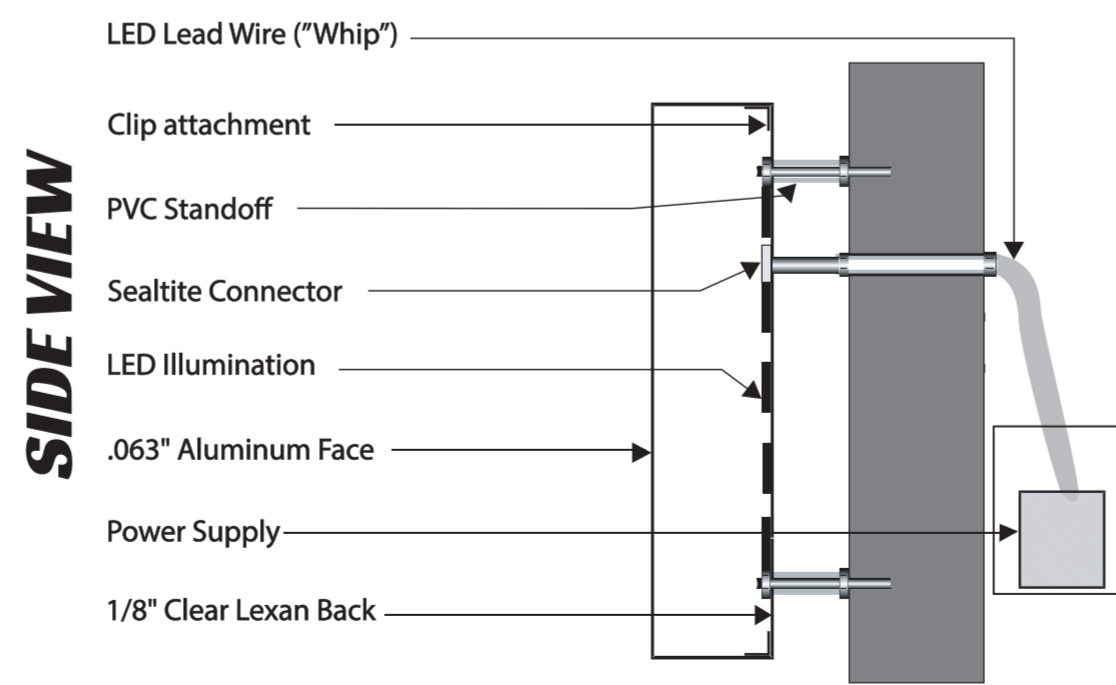 SIDE VIEW
LED Lead Wire ("Whip")
Clip attachment
PVC Standoff
Sealtite Connector
LED Illumination
.063" Aluminum Face
Power Supply
1/8" Clear Lexan Back